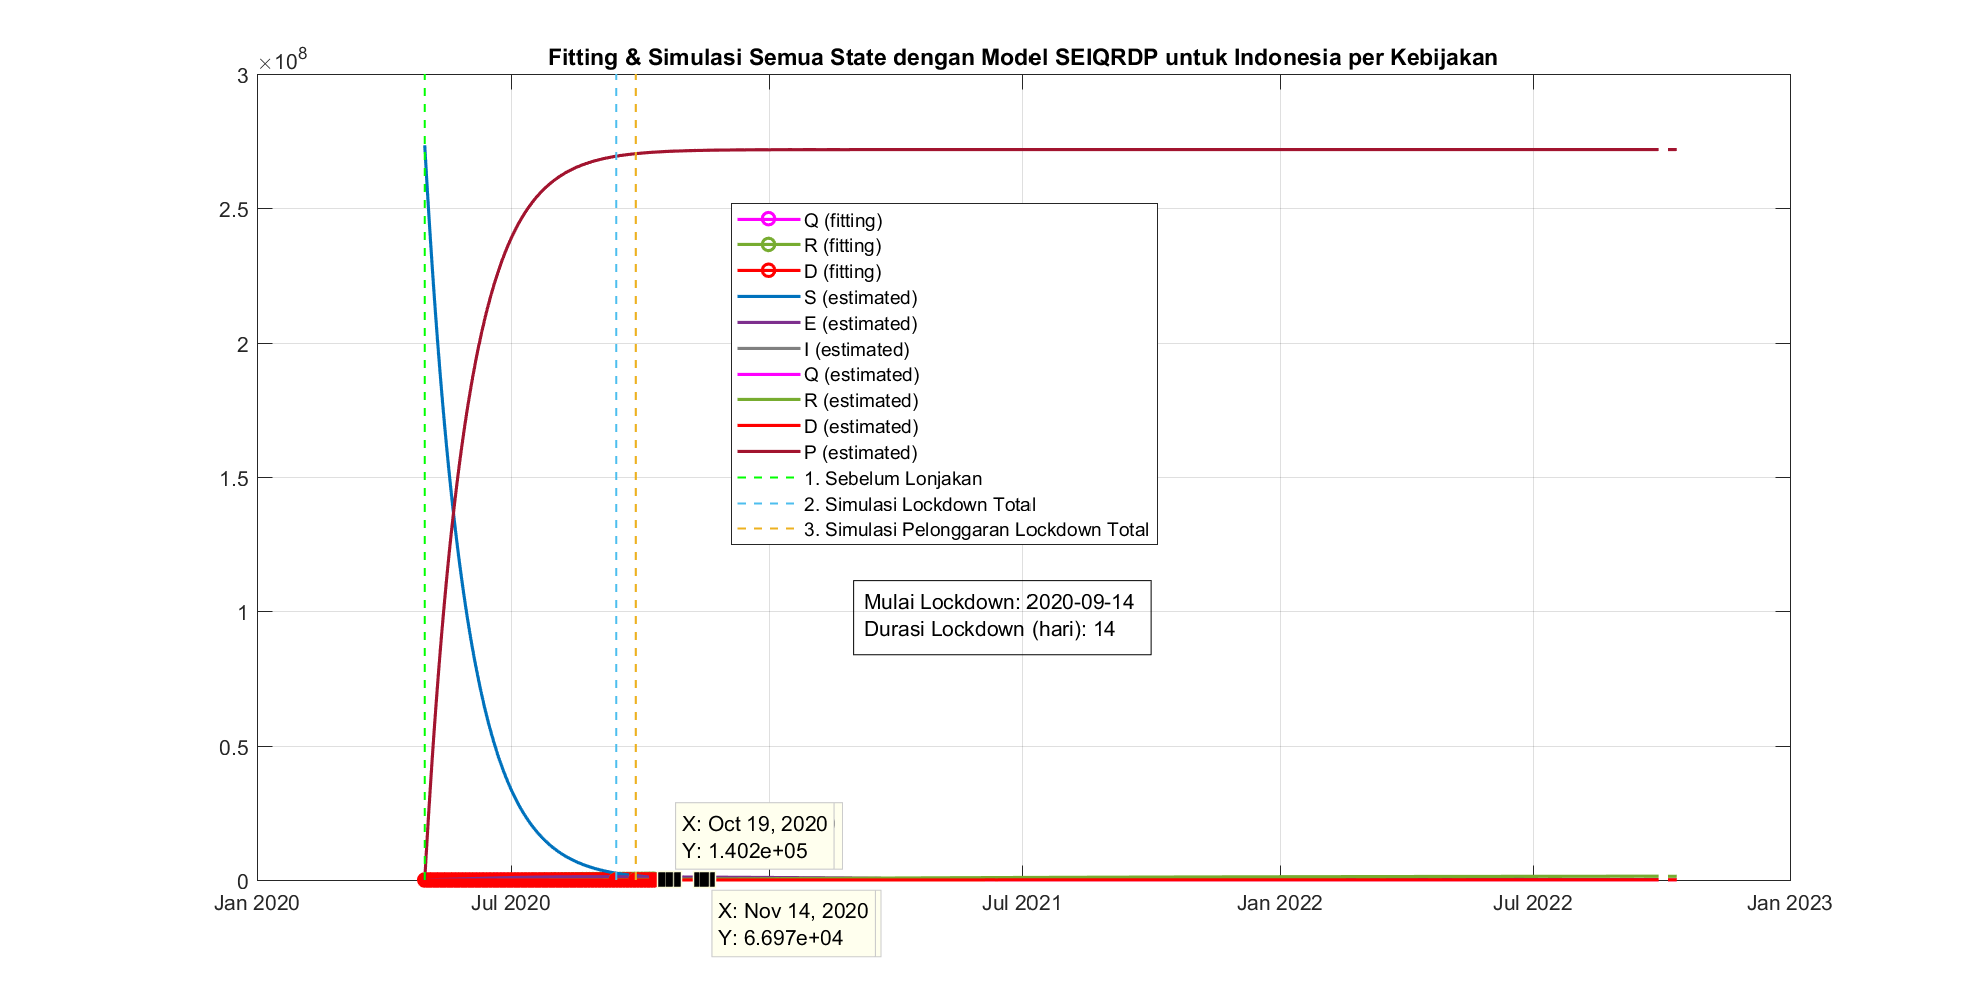 Fitting & Simulasi Semua State dengan Model SEIQRDP untuk Indonesia per Kebijakan
×10^8
3
2.5
2
1.5
1
0.5
0
Q (fitting)
R (fitting)
D (fitting)
S (estimated)
E (estimated)
I (estimated)
Q (estimated)
R (estimated)
D (estimated)
P (estimated)
1. Sebelum Lonjakan
2. Simulasi Lockdown Total
3. Simulasi Pelonggaran Lockdown Total
Mulai Lockdown: 2020-09-14
Durasi Lockdown (hari): 14
X: Oct 19, 2020
Y: 1.402e+05
X: Nov 14, 2020
Y: 6.697e+04
Jan 2020
Jul 2020
Jul 2021
Jan 2022
Jul 2022
Jan 2023